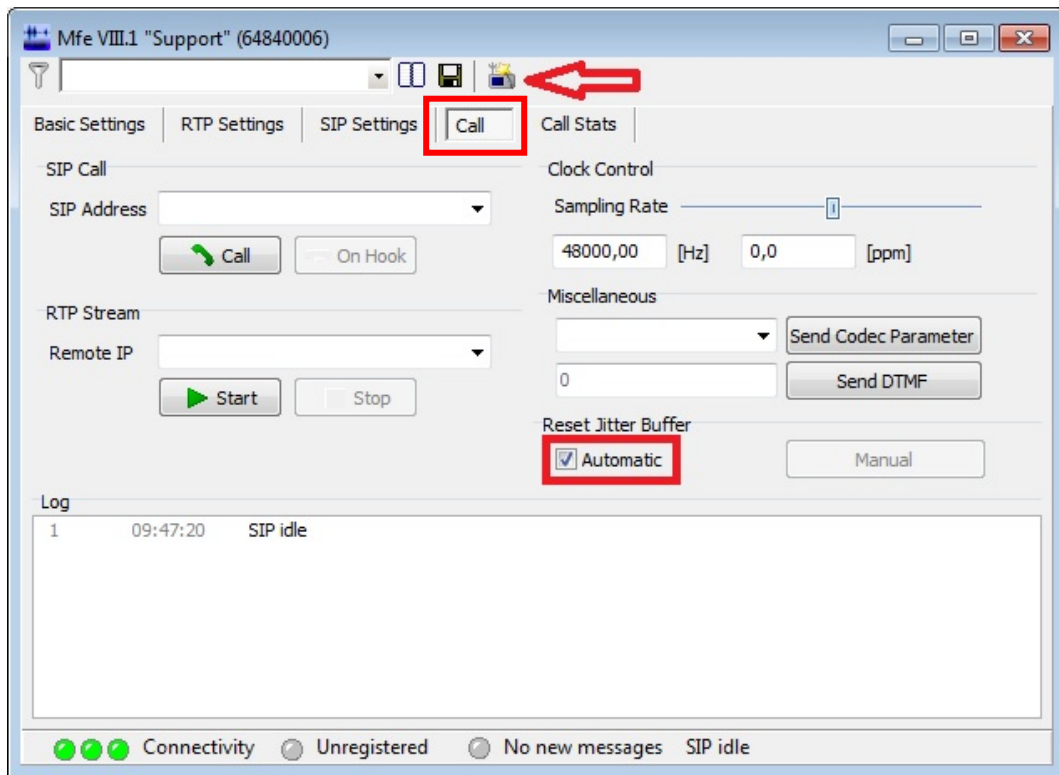 Mfe VIII.1 "Support" (64840006)
Basic Settings
RTP Settings
SIP Settings
Call
Call Stats
SIP Call
SIP Address
Call
On Hook
RTP Stream
Remote IP
Start
Stop
Clock Control
Sampling Rate
48000,00 [Hz] 0,0 [ppm]
Miscellaneous
Send Codec Parameter
0
Send DTMF
Reset Jitter Buffer
Automatic
Manual
Log
1 09:47:20 SIP idle
Connectivity Unregistered No new messages SIP idle